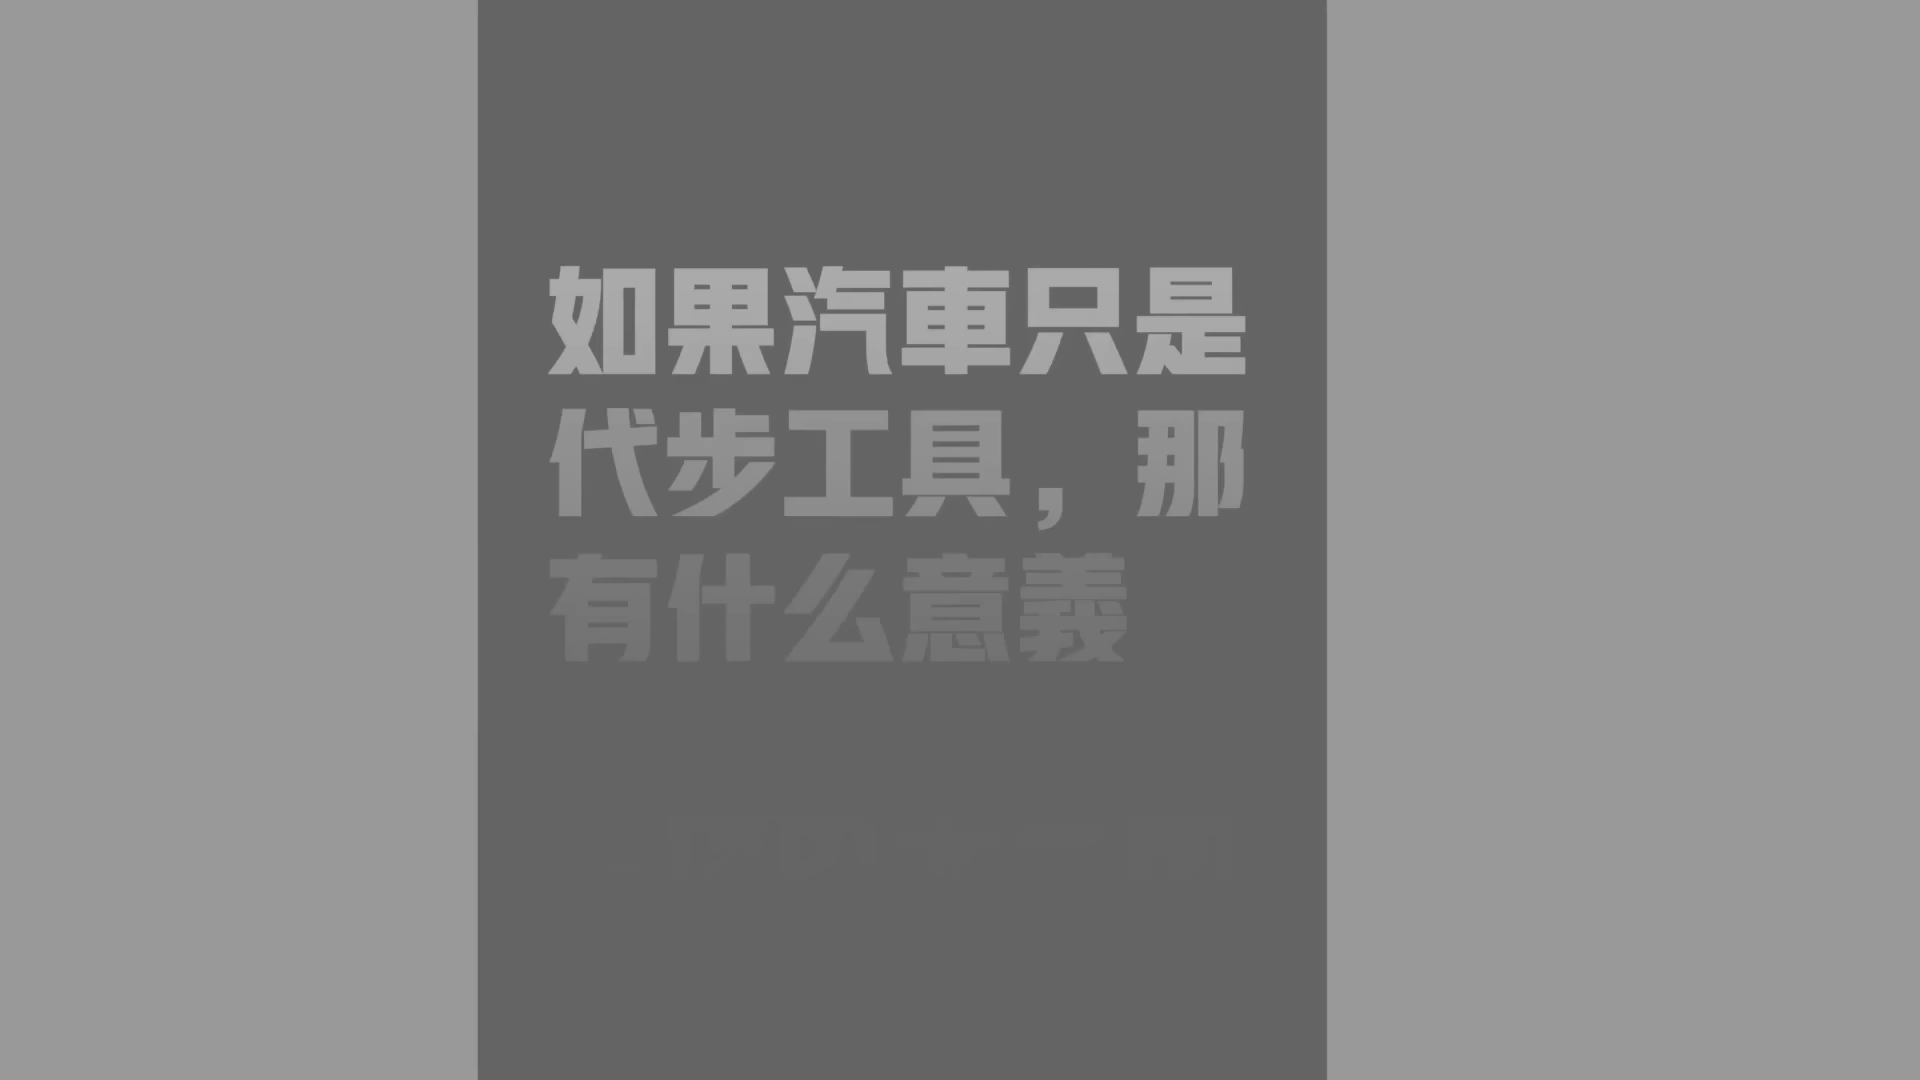 如果汽車只是
代步工具，那
有什么意義